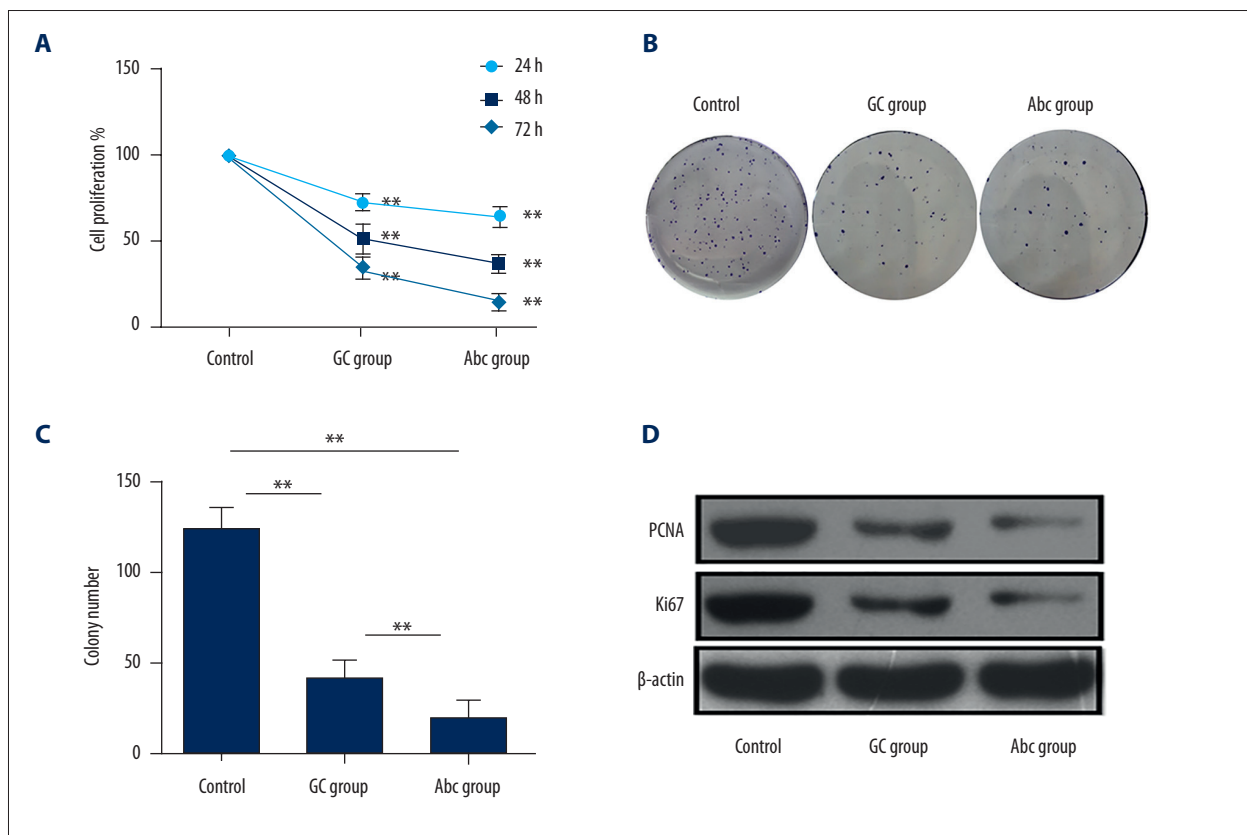 A
150
100
50
0
Cell proliferation %
24 h
48 h
72 h
**
**
**
**
**
**
Control
GC group
Abc group
B
Control
GC group
Abc group
C
150
100
50
0
Colony number
**
**
**
Control
GC group
Abc group
D
PCNA
Ki67
β-actin
Control
GC group
Abc group